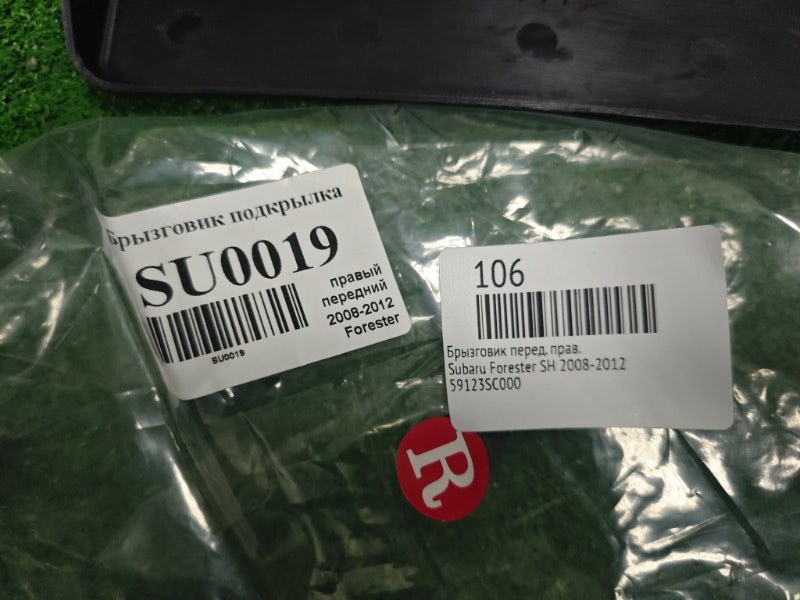 Брызговик подкрылка
SU0019
правый
передний
2008-2012
Forester
SU0019
106
Брызговик перед. прав.
Subaru Forester SH 2008-2012
59123SC000
R